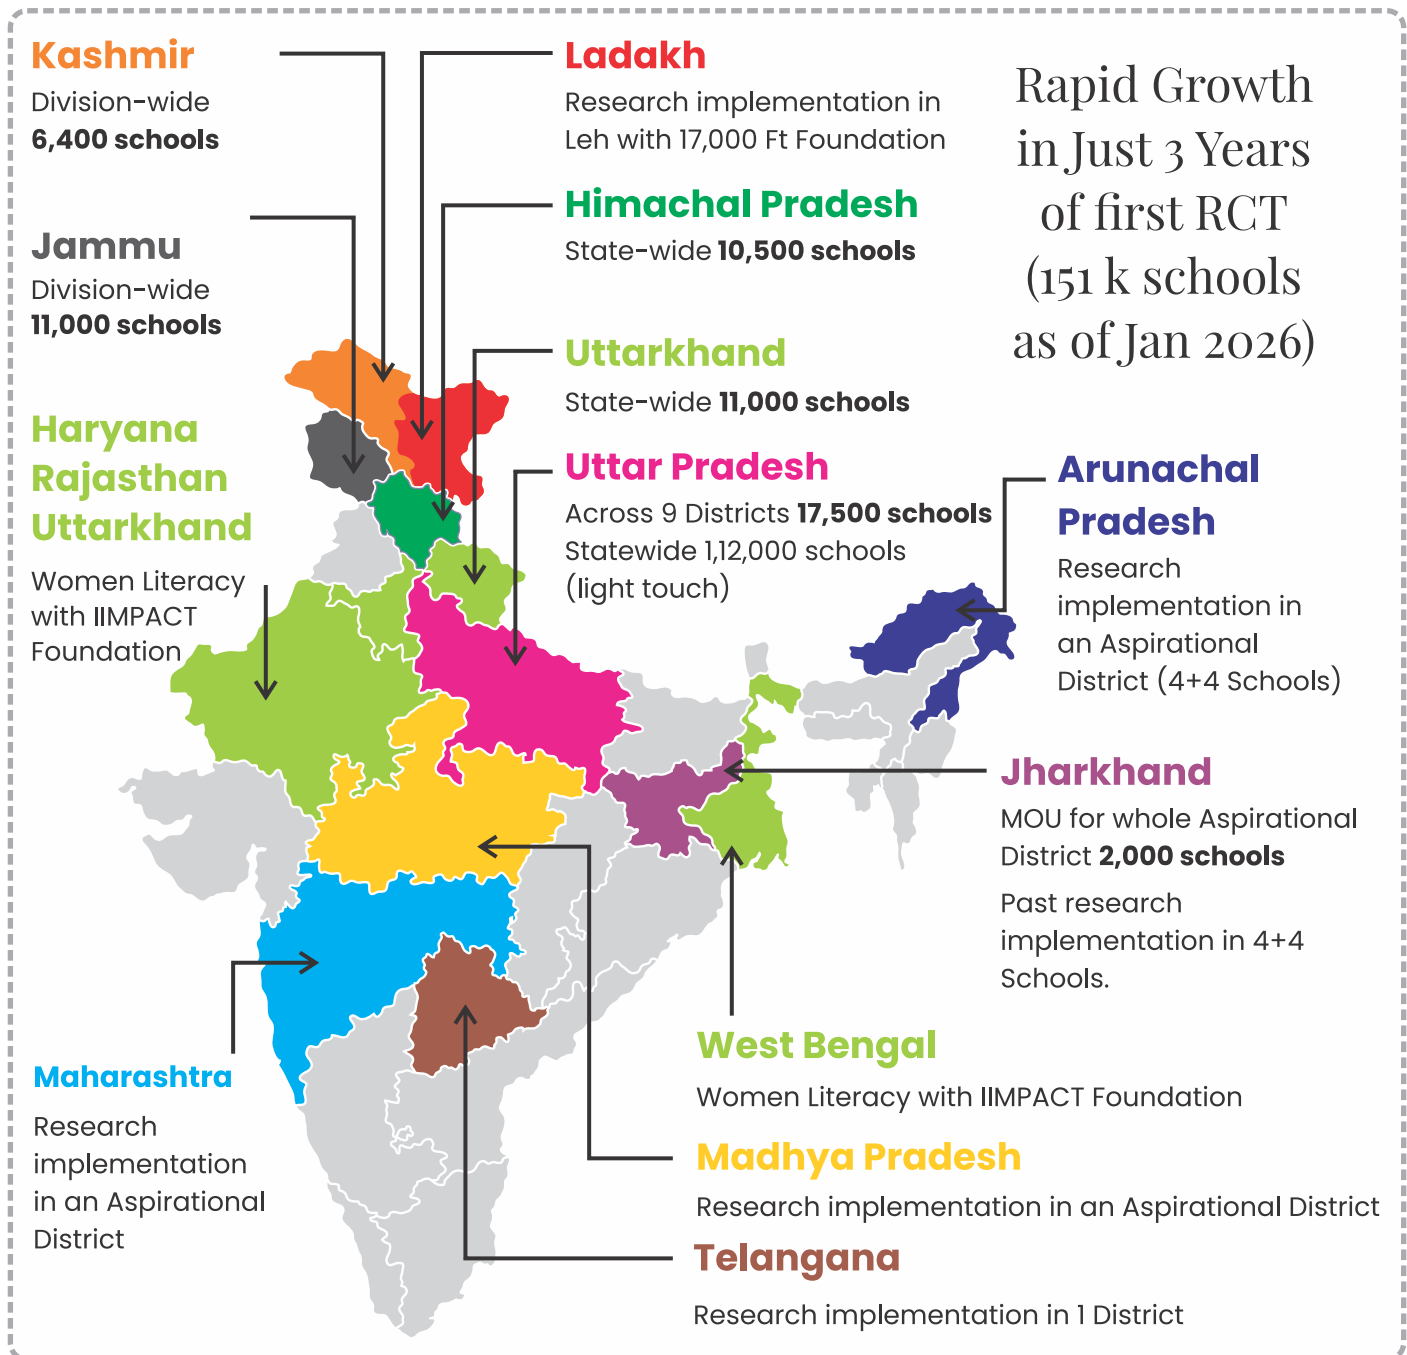 Kashmir
Division-wide
6,400 schools
Ladakh
Research implementation in
Leh with 17,000 Ft Foundation
Rapid Growth
in Just 3 Years
of first RCT
(151 k schools
as of Jan 2026)
Jammu
Division-wide
11,000 schools
Himachal Pradesh
State-wide 10,500 schools
Uttarkhand
State-wide 11,000 schools
Haryana
Rajasthan
Uttarkhand
Women Literacy
with IIMPACT
Foundation
Uttar Pradesh
Across 9 Districts 17,500 schools
Statewide 1,12,000 schools
(light touch)
Arunachal
Pradesh
Research
implementation in
an Aspirational
District (4+4 Schools)
Jharkhand
MOU for whole Aspirational
District 2,000 schools
Past research
implementation in 4+4
Schools.
Maharashtra
Research
implementation
in an Aspirational
District
West Bengal
Women Literacy with IIMPACT Foundation
Madhya Pradesh
Research implementation in an Aspirational District
Telangana
Research implementation in 1 District